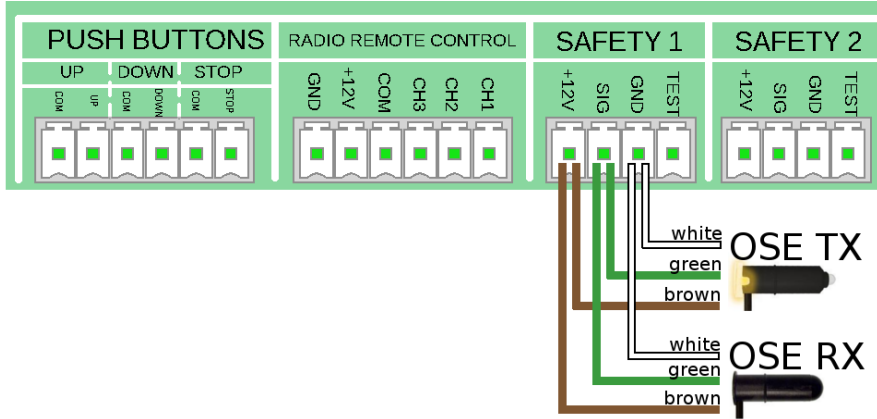 PUSH BUTTONS
UP DOWN STOP
COM UP COM DOWN COM STOP
RADIO REMOTE CONTROL
GND +12V COM CH3 CH2 CH1
SAFETY 1
+12V SIG GND TEST
SAFETY 2
+12V SIG GND TEST
white
OSE TX
green
brown
white
OSE RX
green
brown